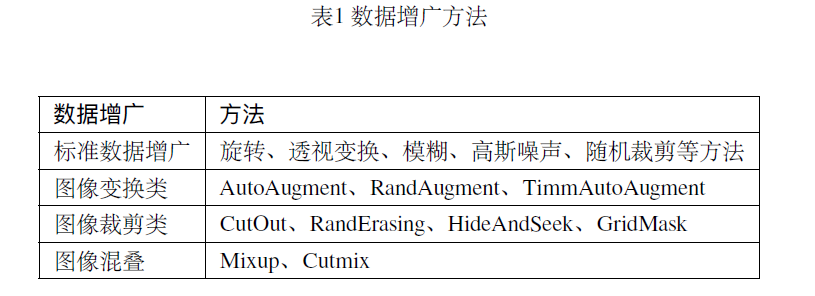 表1 数据增广方法
数据增广 方法
标准数据增广 旋转、透视变换、模糊、高斯噪声、随机裁剪等方法
图像变换类 AutoAugment、RandAugment、TimmAutoAugment
图像裁剪类 CutOut、RandErasing、HideAndSeek、GridMask
图像混叠 Mixup、Cutmix